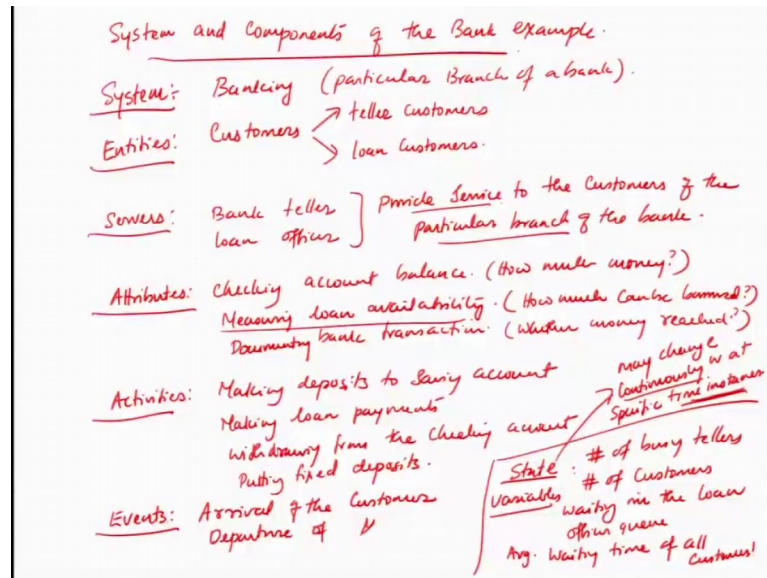 System and Components of the Bank example.
System:- Banking (particular Branch of a bank).
Entities: Customers
teller customers
loan customers.
Servers: Bank teller
loan officer
Provide Service to the Customers of the
particular branch of the bank.
Attributes: Checking account balance. (How much money?)
Measuring loan availability. (How much can be borrowed?)
Documenting bank transaction. (Whether money reached?)
Activities: Making deposits to Saving account
Making loan payments
withdrawing from the Checking account
Putting fixed deposits.
Events: Arrival of the Customer
Departure of "
may change
Continuously or at
Specific time instances
State variables : # of busy tellers
# of Customers
waiting in the loan
officer queue
Avg. waiting time of all
Customers!